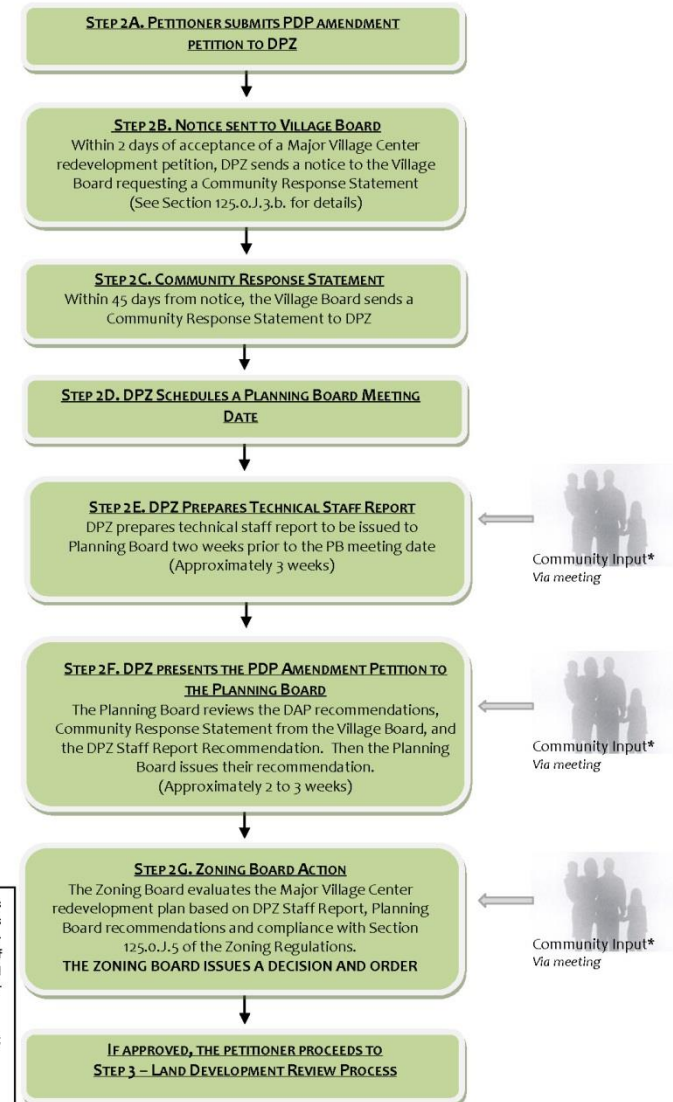 STEP 2A. PETITIONER SUBMITS PDP AMENDMENT
PETITION TO DPZ
STEP 2B. NOTICE SENT TO VILLAGE BOARD
Within 2 days of acceptance of a Major Village Center
redevelopment petition, DPZ sends a notice to the Village
Board requesting a Community Response Statement
(See Section 125.0.J.3.b. for details)
STEP 2C. COMMUNITY RESPONSE STATEMENT
Within 45 days from notice, the Village Board sends a
Community Response Statement to DPZ
STEP 2D. DPZ SCHEDULES A PLANNING BOARD MEETING
DATE
STEP 2E. DPZ PREPARES TECHNICAL STAFF REPORT
DPZ prepares technical staff report to be issued to
Planning Board two weeks prior to the PB meeting date
(Approximately 3 weeks)
Community Input*
Via meeting
STEP 2F. DPZ PRESENTS THE PDP AMENDMENT PETITION TO
THE PLANNING BOARD
The Planning Board reviews the DAP recommendations,
Community Response Statement from the Village Board, and
the DPZ Staff Report Recommendation. Then the Planning
Board issues their recommendation.
(Approximately 2 to 3 weeks)
Community Input*
Via meeting
STEP 2G. ZONING BOARD ACTION
The Zoning Board evaluates the Major Village Center
redevelopment plan based on DPZ Staff Report, Planning
Board recommendations and compliance with Section
125.0.J.5 of the Zoning Regulations.
THE ZONING BOARD ISSUES A DECISION AND ORDER
Community Input*
Via meeting
IF APPROVED, THE PETITIONER PROCEEDS TO
STEP 3 – LAND DEVELOPMENT REVIEW PROCESS